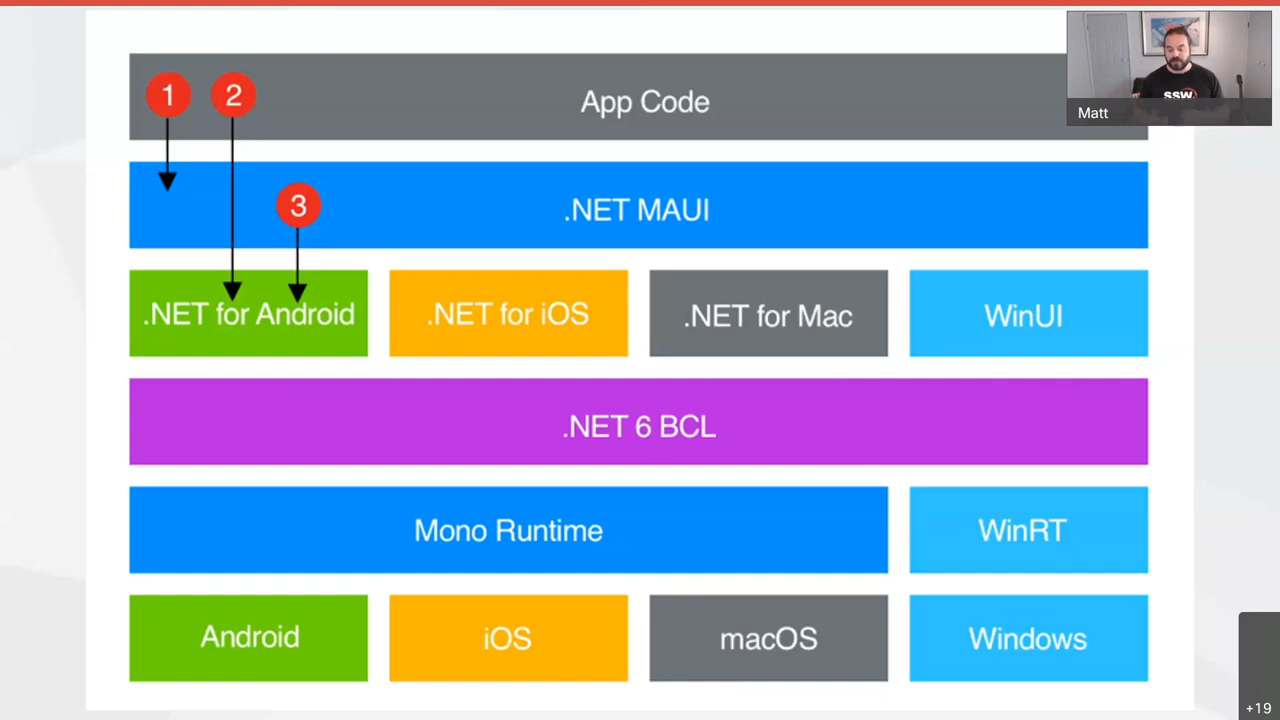 App Code
1
2
SSW
Matt
.NET MAUI
3
.NET for Android
.NET for iOS
.NET for Mac
WinUI
.NET 6 BCL
Mono Runtime
WinRT
Android
iOS
macOS
Windows
+19